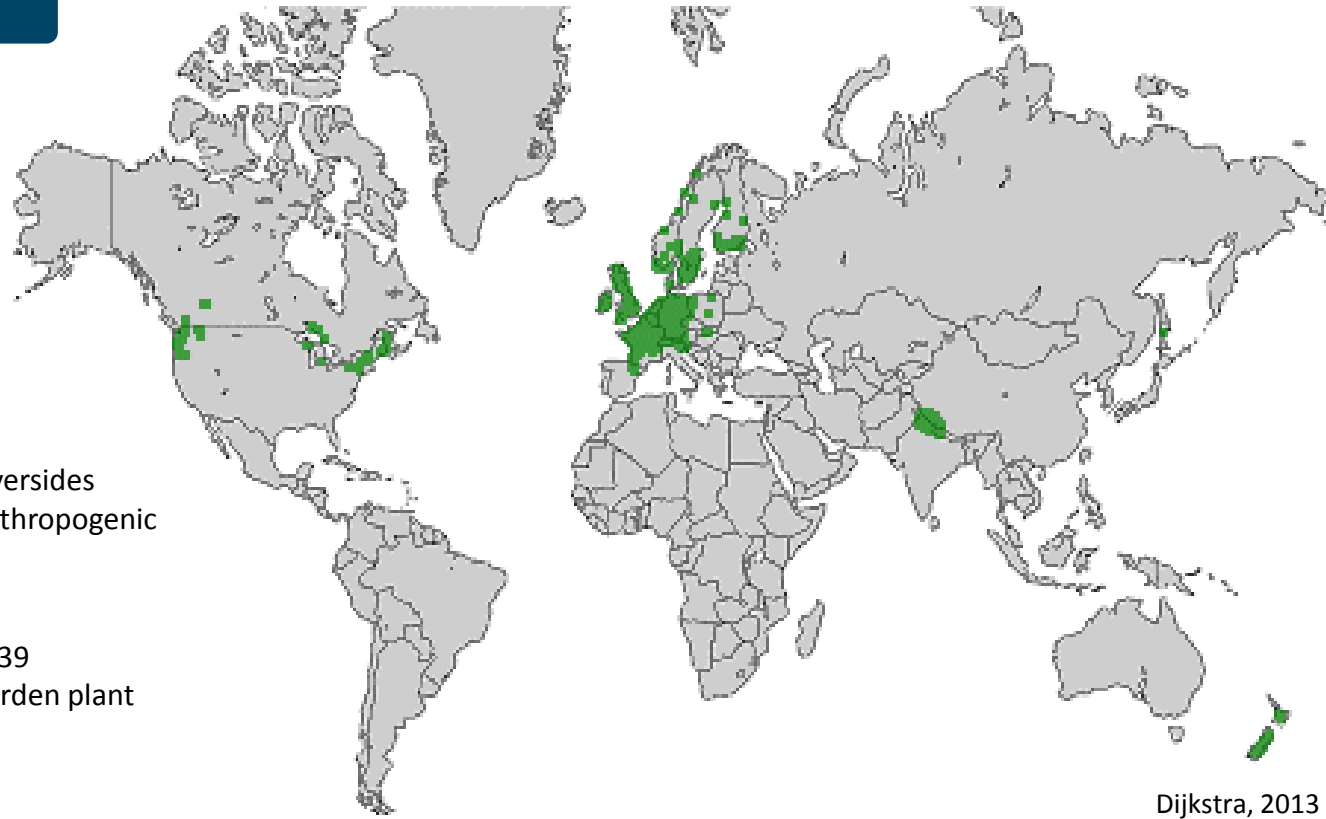 versides
thropogenic
39
rden plant
Dijkstra, 2013